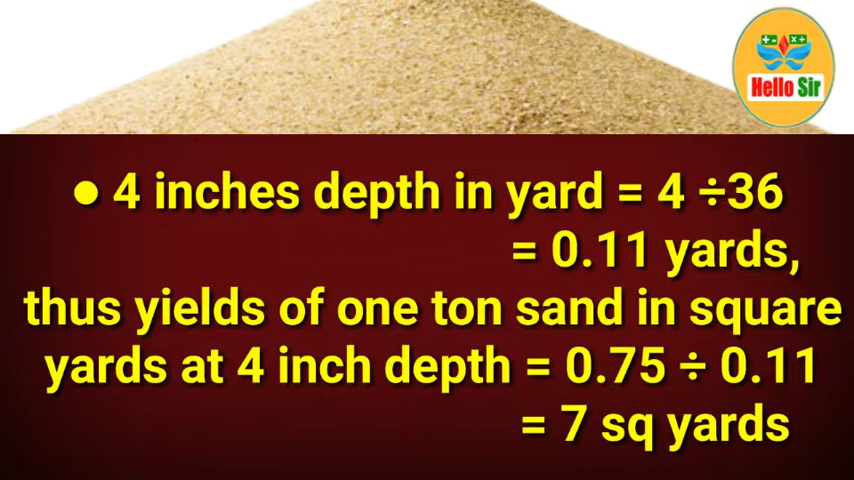 Hello Sir
● 4 inches depth in yard = 4 ÷36
= 0.11 yards,
thus yields of one ton sand in square
yards at 4 inch depth = 0.75 ÷ 0.11
= 7 sq yards